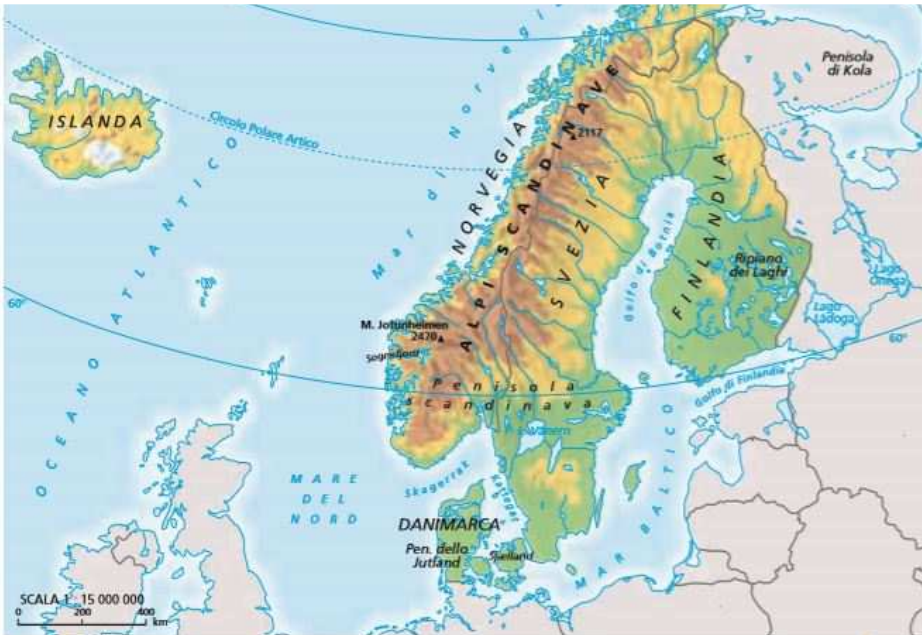 Penisola
di Kola
ISLANDA
Circolo Polare Artico
OCEANO ATLANTICO
Mar di Norvegia
NORVEGIA
ALPI SCANDINAVE
2117
SVEZIA
FINLANDIA
Golfo di Botnia
Ripiano
dei Laghi
Lago
Onega
Lago
Ladoga
60°
60°
M. Jotunheimen
2470
Sognefjord
Penisola
scandinava
Golfo di Finlandia
Vänern
MARE
DEL
NORD
Skagerrak
Kattegat
MAR BALTICO
DANIMARCA
Pen. dello
Jutland
Sjælland
SCALA 1 : 15 000 000
0 200 400
km